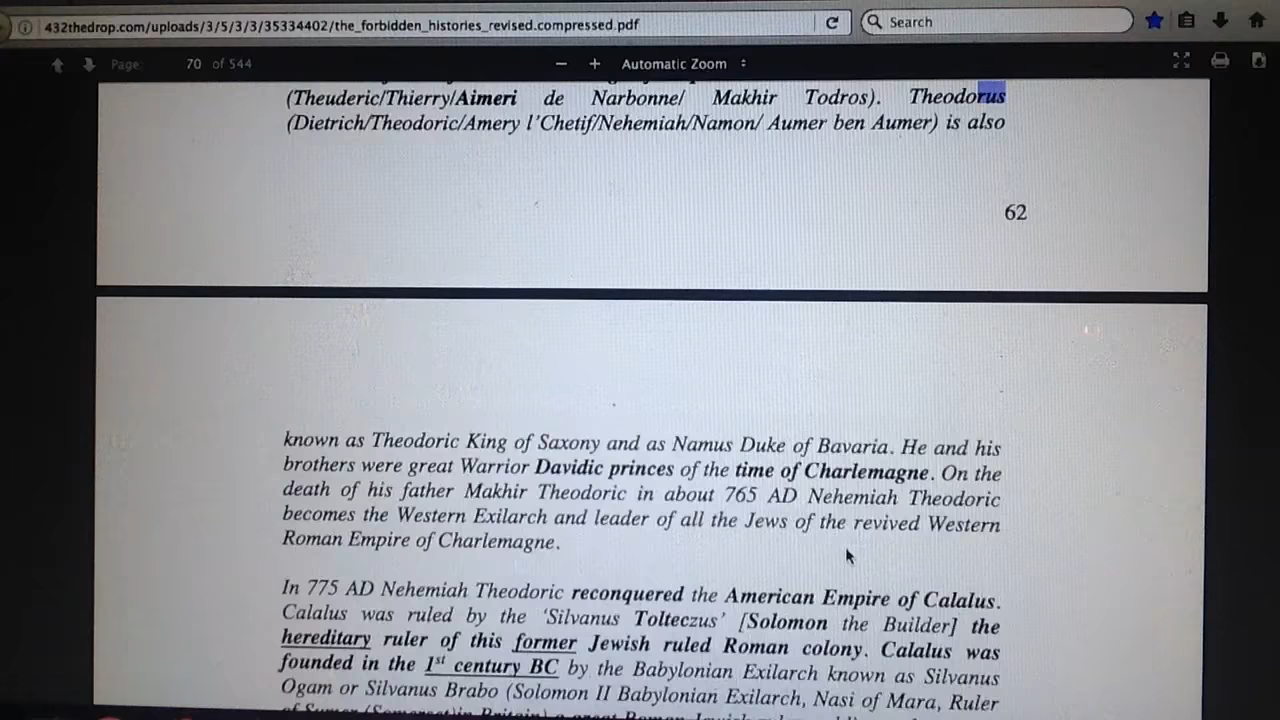 432thedrop.com/uploads/3/5/3/3/35334402/the_forbidden_histories_revised.compressed.pdf
Search
Page: 70 of 544
Automatic Zoom
(Theuderic/Thierry/Aimeri de Narbonne/ Makhir Todros). Theodorus
(Dietrich/Theodoric/Amery l'Chetif/Nehemiah/Namon/ Aumer ben Aumer) is also
62
known as Theodoric King of Saxony and as Namus Duke of Bavaria. He and his
brothers were great Warrior Davidic princes of the time of Charlemagne. On the
death of his father Makhir Theodoric in about 765 AD Nehemiah Theodoric
becomes the Western Exilarch and leader of all the Jews of the revived Western
Roman Empire of Charlemagne.
In 775 AD Nehemiah Theodoric reconquered the American Empire of Calalus.
Calalus was ruled by the 'Silvanus Tolteczus' [Solomon the Builder] the
hereditary ruler of this former Jewish ruled Roman colony. Calalus was
founded in the 1st century BC by the Babylonian Exilarch known as Silvanus
Ogam or Silvanus Brabo (Solomon II Babylonian Exilarch, Nasi of Mara, Ruler
of Sumer (Somerset)in Britain) a great Roman